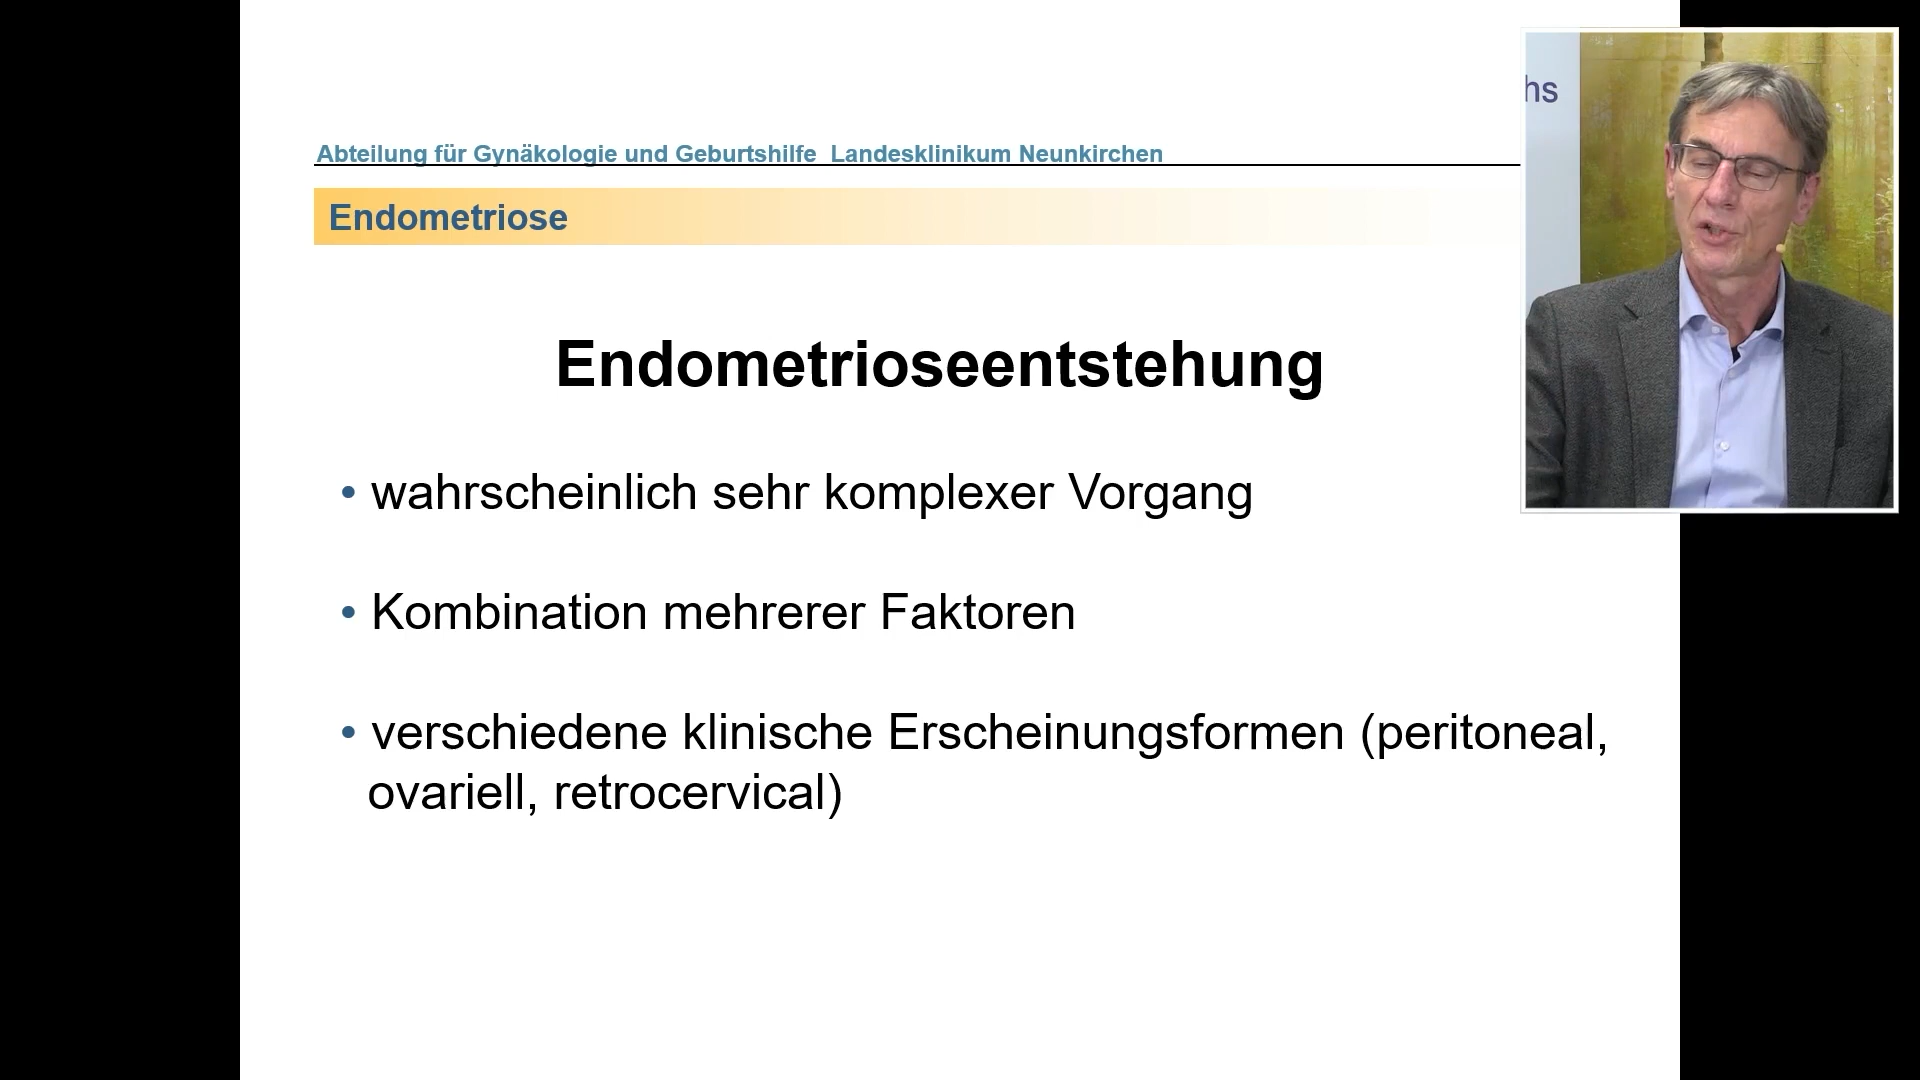 Abteilung für Gynäkologie und Geburtshilfe  Landesklinikum Neunkirchen
Endometriose
hs
Endometrioseentstehung
• wahrscheinlich sehr komplexer Vorgang
• Kombination mehrerer Faktoren
• verschiedene klinische Erscheinungsformen (peritoneal,
ovariell, retrocervical)